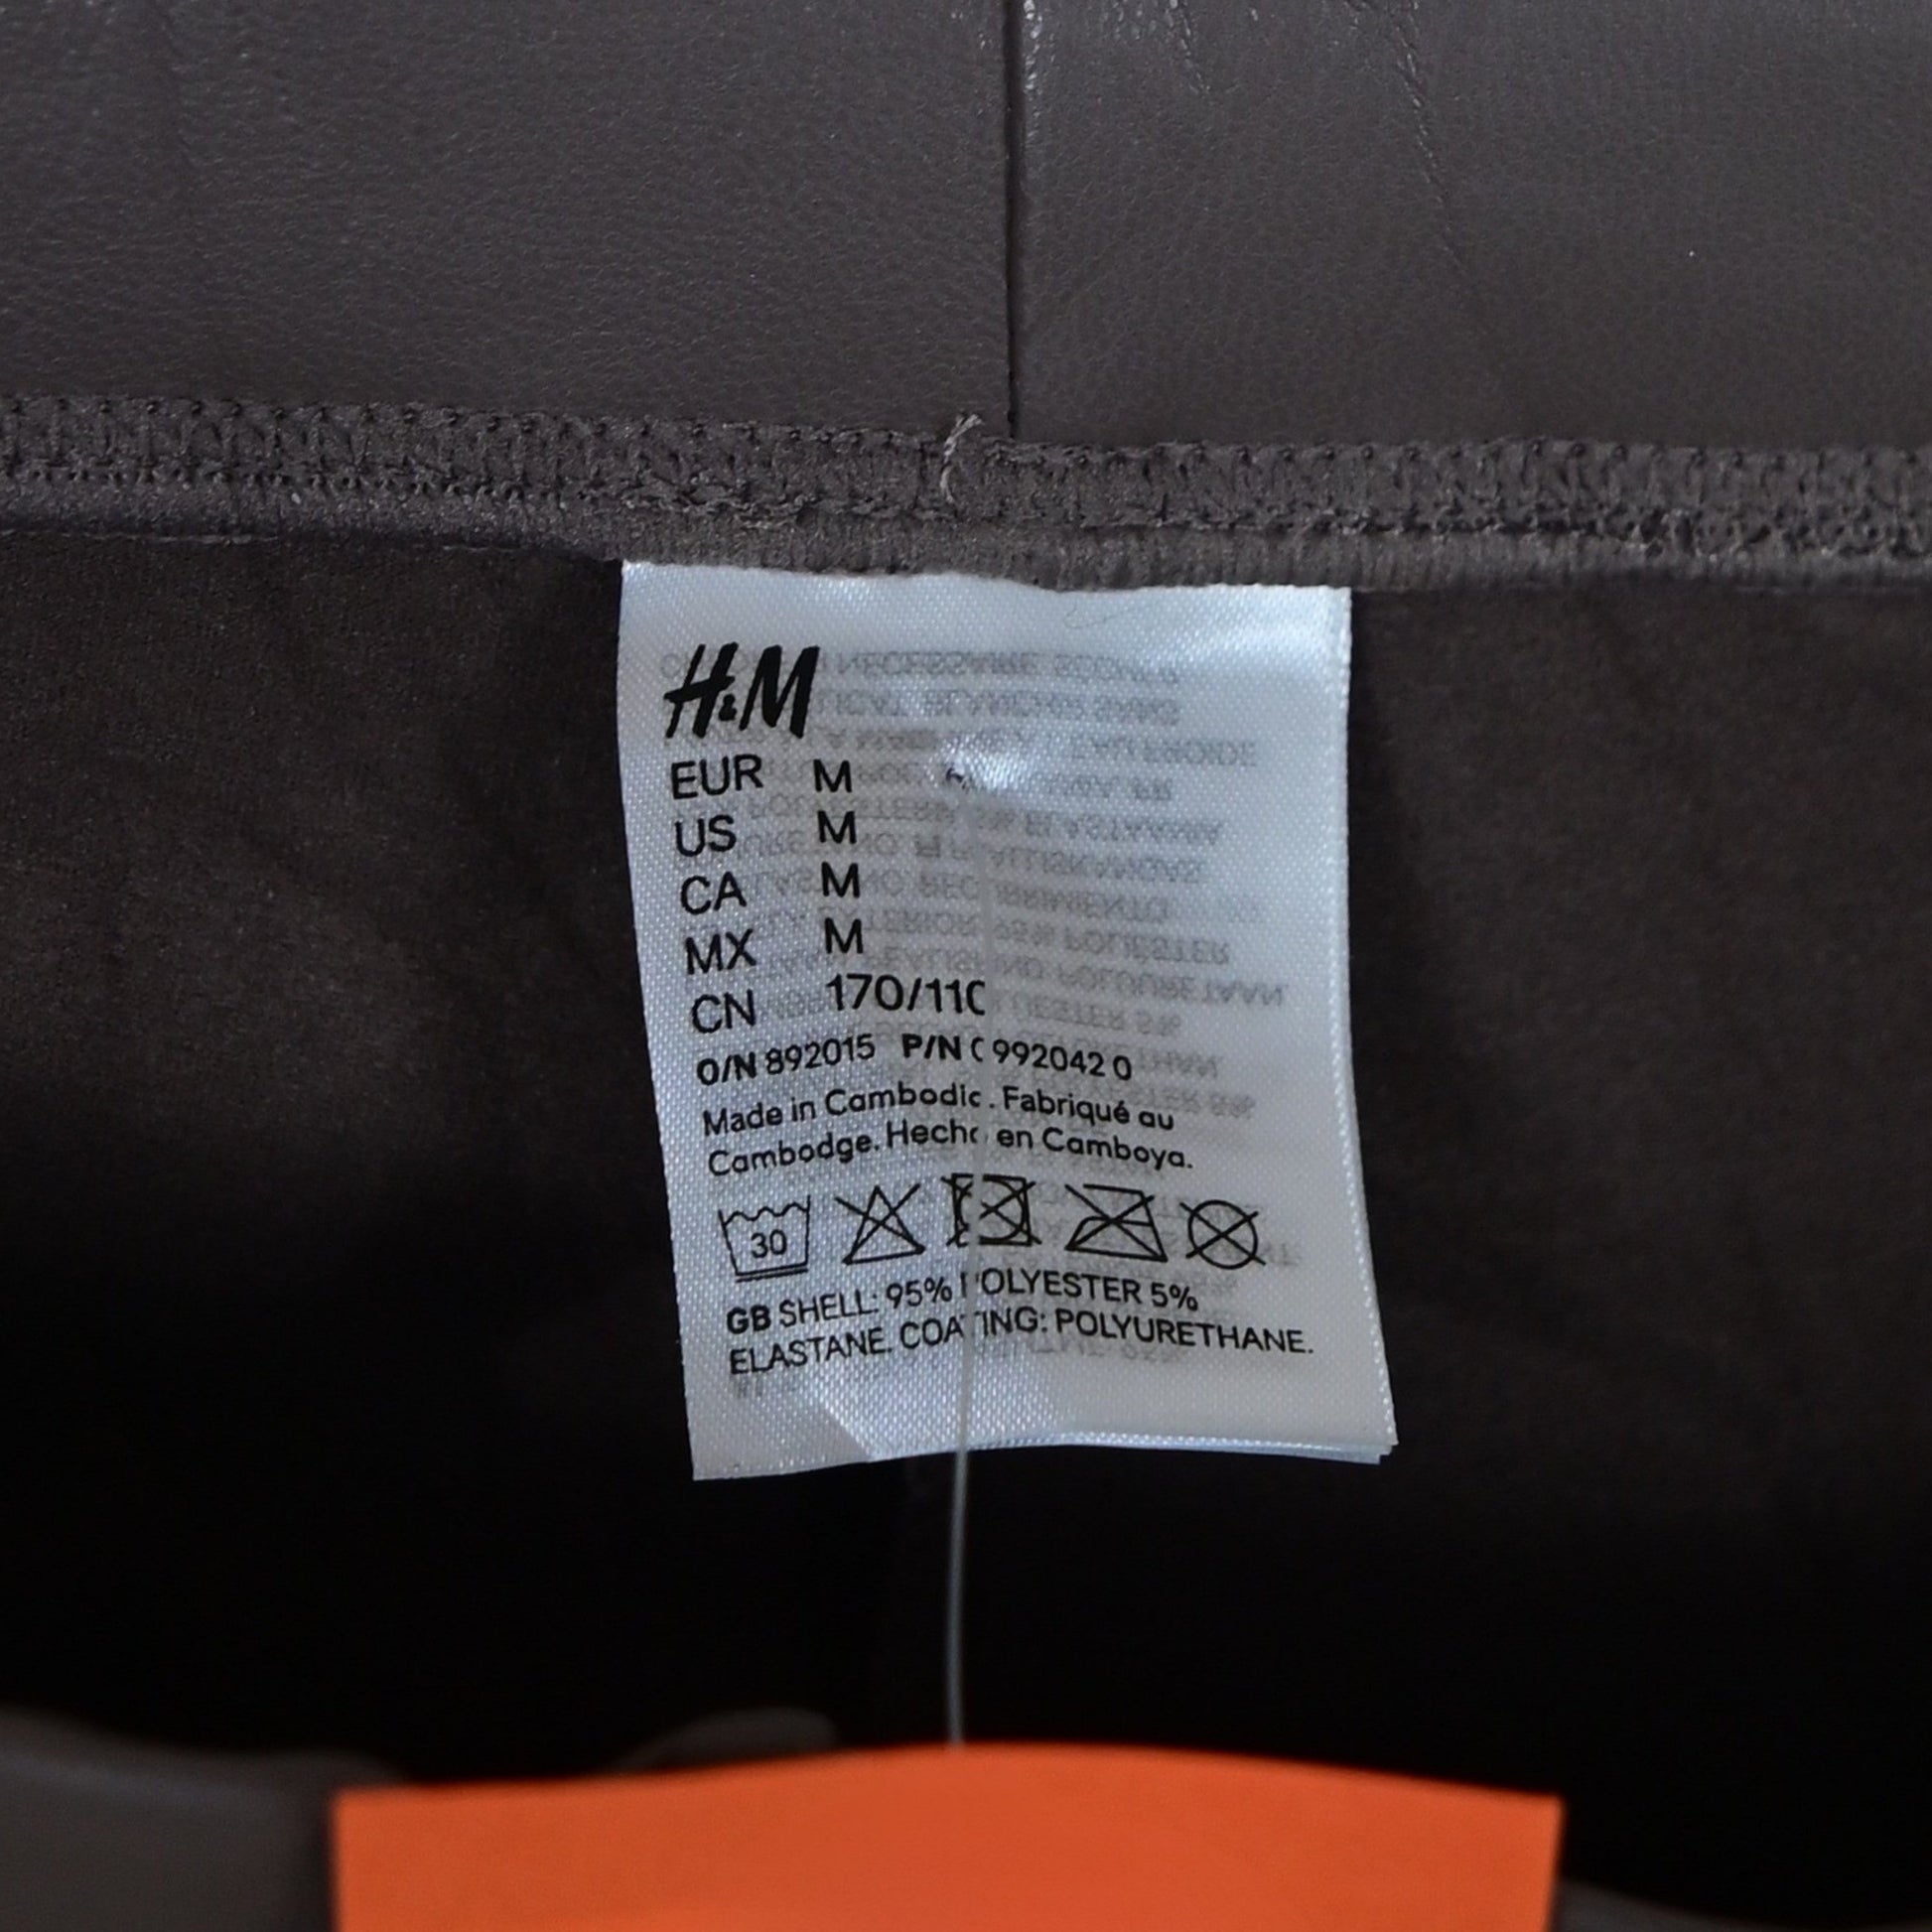 H&M
EUR M
US M
CA M
MX M
CN 170/110
O/N 892015 P/N 0992042 0
Made in Cambodia. Fabriqué au
Cambodge. Hecho en Camboya.
30
GB SHELL: 95% POLYESTER 5%
ELASTANE. COATING: POLYURETHANE.